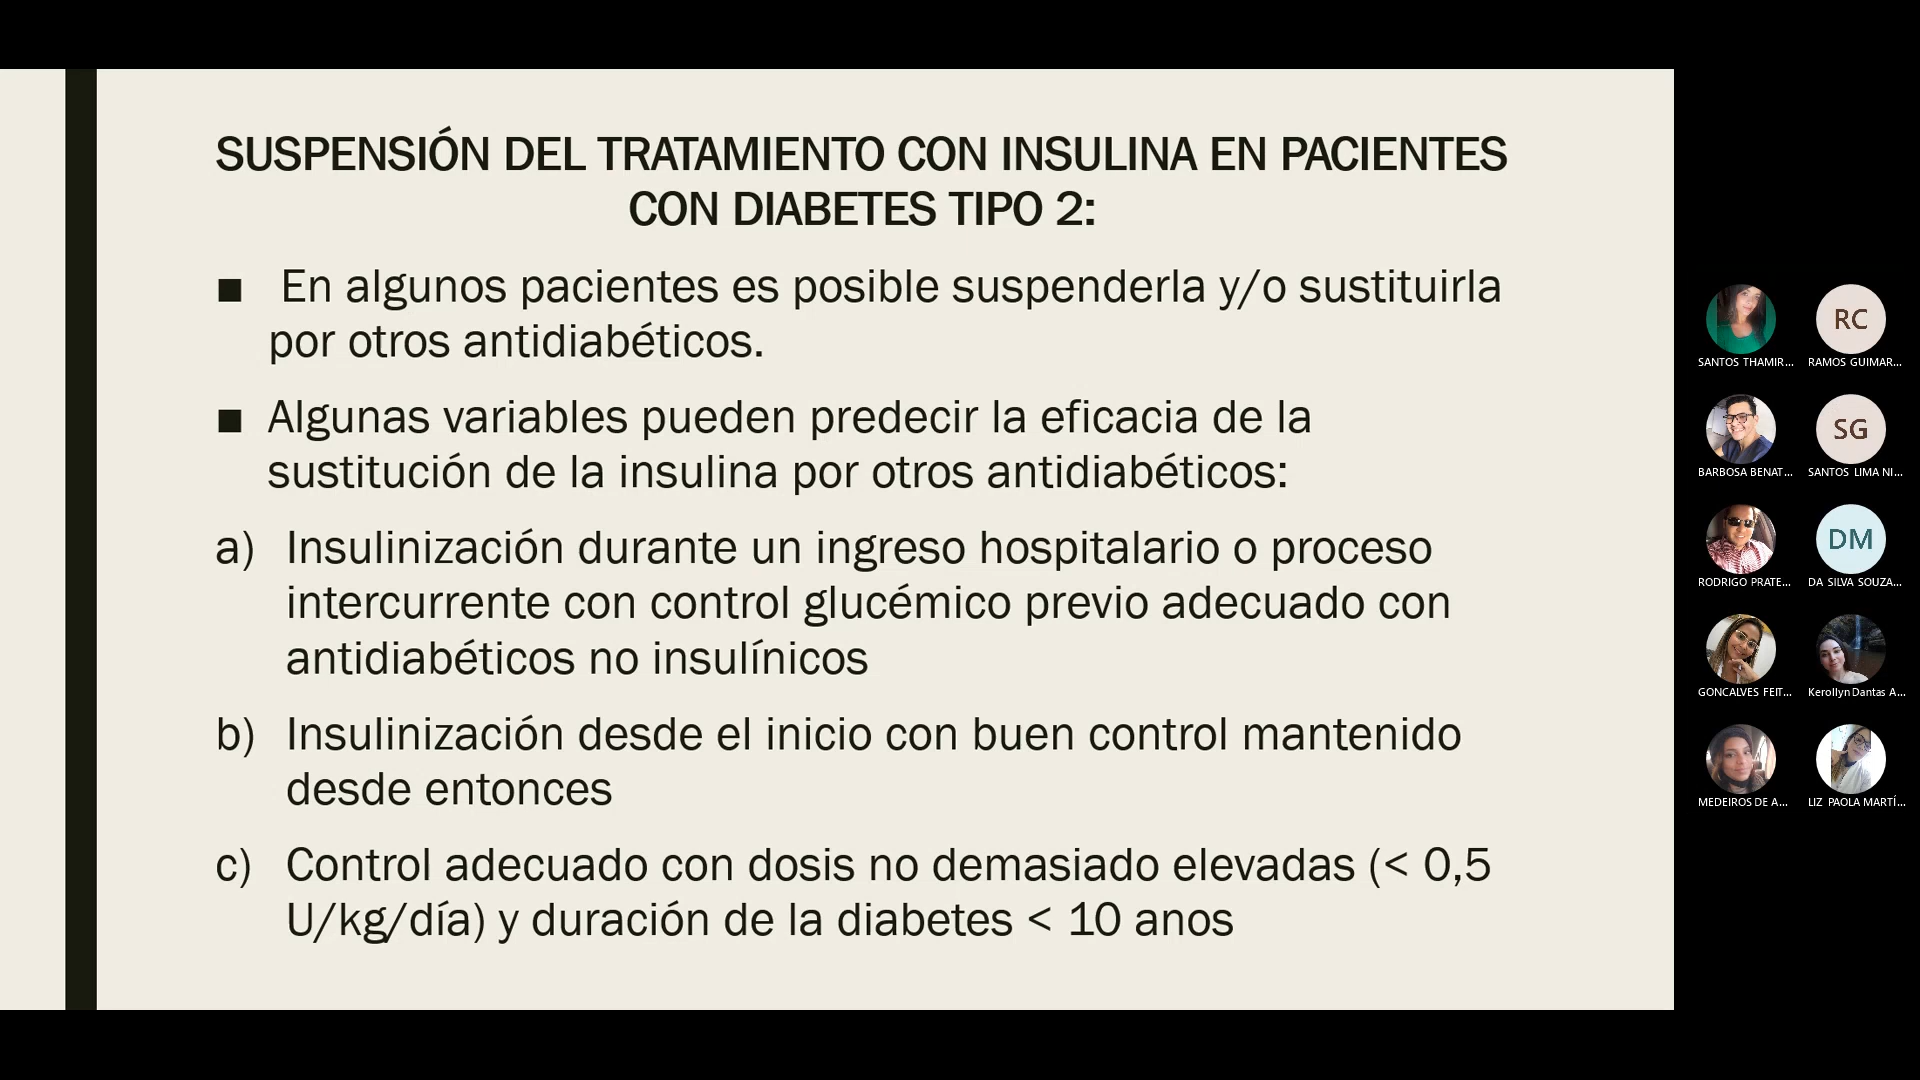 SUSPENSIÓN DEL TRATAMIENTO CON INSULINA EN PACIENTES
CON DIABETES TIPO 2:
■ En algunos pacientes es posible suspenderla y/o sustituirla
por otros antidiabéticos.
■ Algunas variables pueden predecir la eficacia de la
sustitución de la insulina por otros antidiabéticos:
a) Insulinización durante un ingreso hospitalario o proceso
intercurrente con control glucémico previo adecuado con
antidiabéticos no insulínicos
b) Insulinización desde el inicio con buen control mantenido
desde entonces
c) Control adecuado con dosis no demasiado elevadas (< 0,5
U/kg/día) y duración de la diabetes < 10 anos
RC
SANTOS THAMIR... RAMOS GUIMAR...
SG
BARBOSA BENAT... SANTOS LIMA NI...
DM
RODRIGO PRATE... DA SILVA SOUZA...
GONCALVES FEIT... Kerollyn Dantas A...
MEDEIROS DE A... LIZ PAOLA MARTÍ...